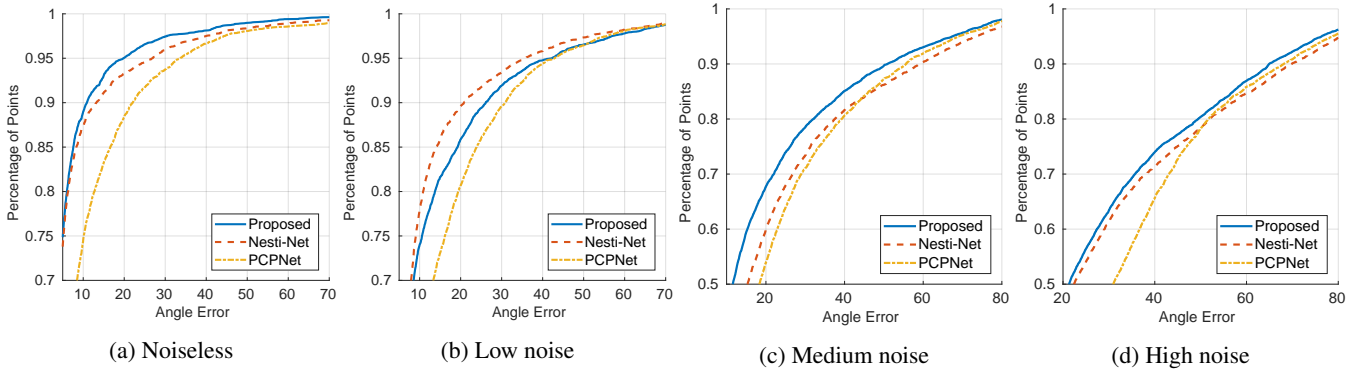 1
0.95
0.9
0.85
0.8
0.75
0.7
Percentage of Points
10 20 30 40 50 60 70
Angle Error
Proposed
Nesti-Net
PCPNet
(a) Noiseless
1
0.95
0.9
0.85
0.8
0.75
0.7
Percentage of Points
10 20 30 40 50 60 70
Angle Error
Proposed
Nesti-Net
PCPNet
(b) Low noise
1
0.9
0.8
0.7
0.6
0.5
Percentage of Points
20 40 60 80
Angle Error
Proposed
Nesti-Net
PCPNet
(c) Medium noise
1
0.9
0.8
0.7
0.6
0.5
Percentage of Points
20 40 60 80
Angle Error
Proposed
Nesti-Net
PCPNet
(d) High noise